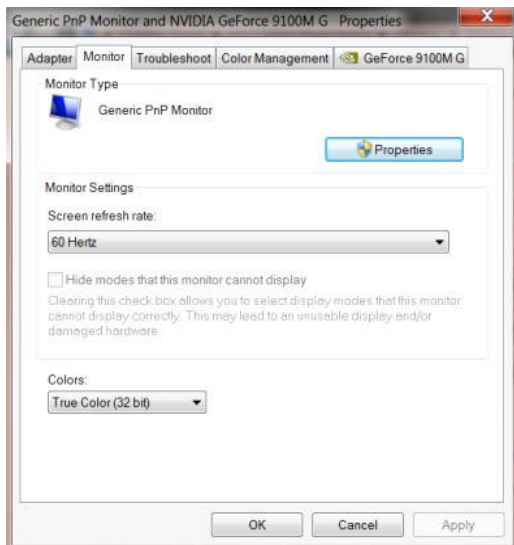 Generic PnP Monitor and NVIDIA GeForce 9100M G Properties
Adapter Monitor Troubleshoot Color Management GeForce 9100M G
Monitor Type
Generic PnP Monitor
Properties
Monitor Settings
Screen refresh rate:
60 Hertz
Hide modes that this monitor cannot display
Clearing this check box allows you to select display modes that this monitor
cannot display correctly. This may lead to an unusable display and/or
damaged hardware.
Colors:
True Color (32 bit)
OK Cancel Apply